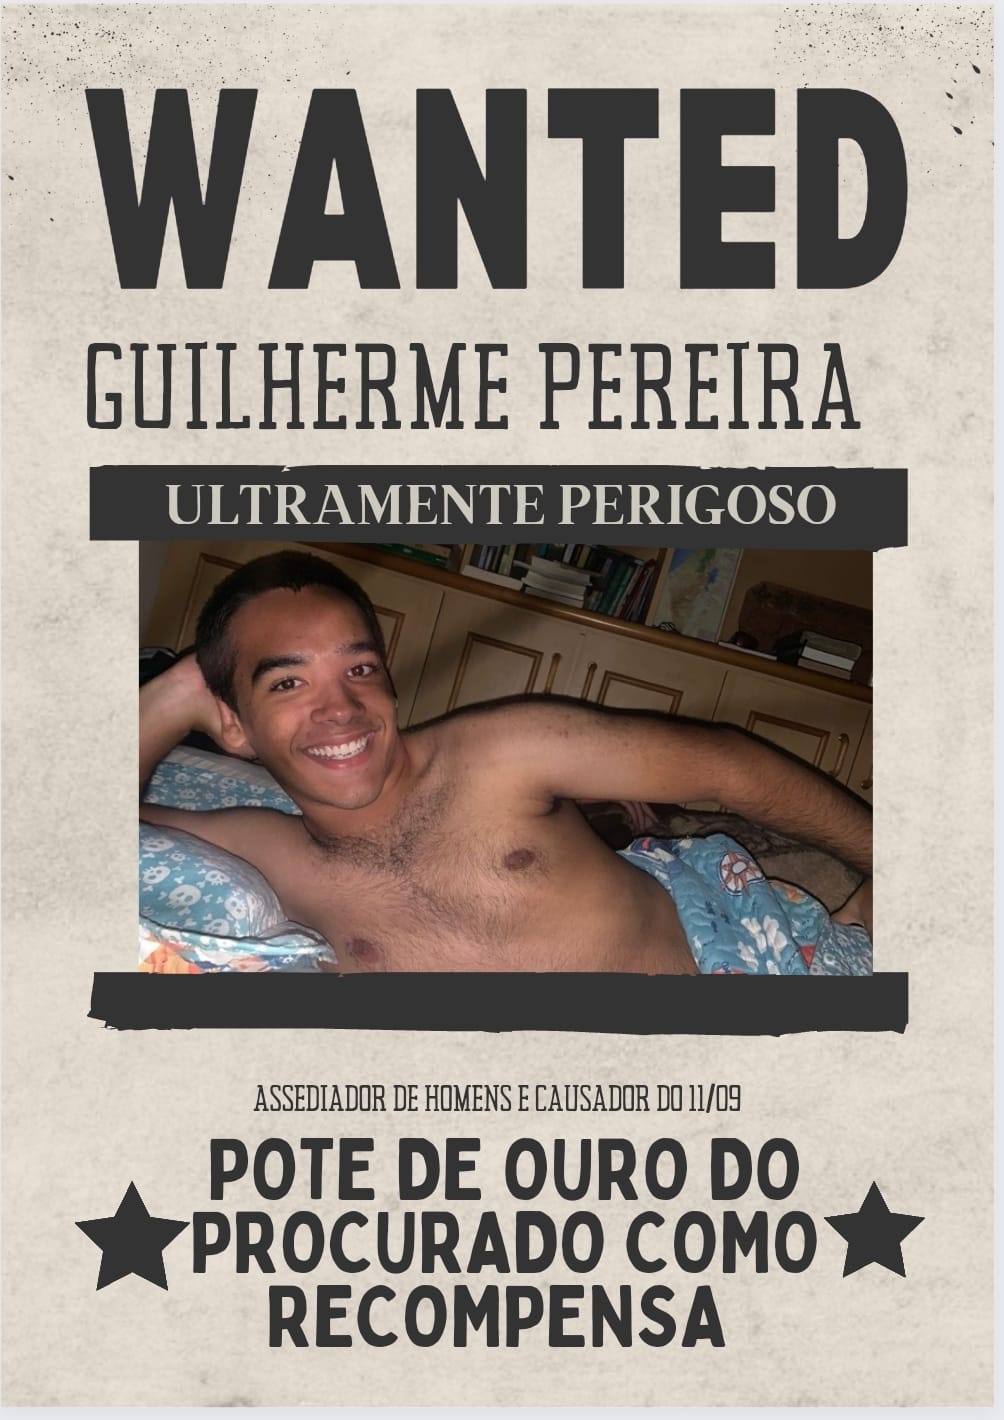 WANTED
GUILHERME PEREIRA
ULTRAMENTE PERIGOSO
ASSEDIADOR DE HOMENS E CAUSADOR DO 11/09
POTE DE OURO DO
PROCURADO COMO
RECOMPENSA